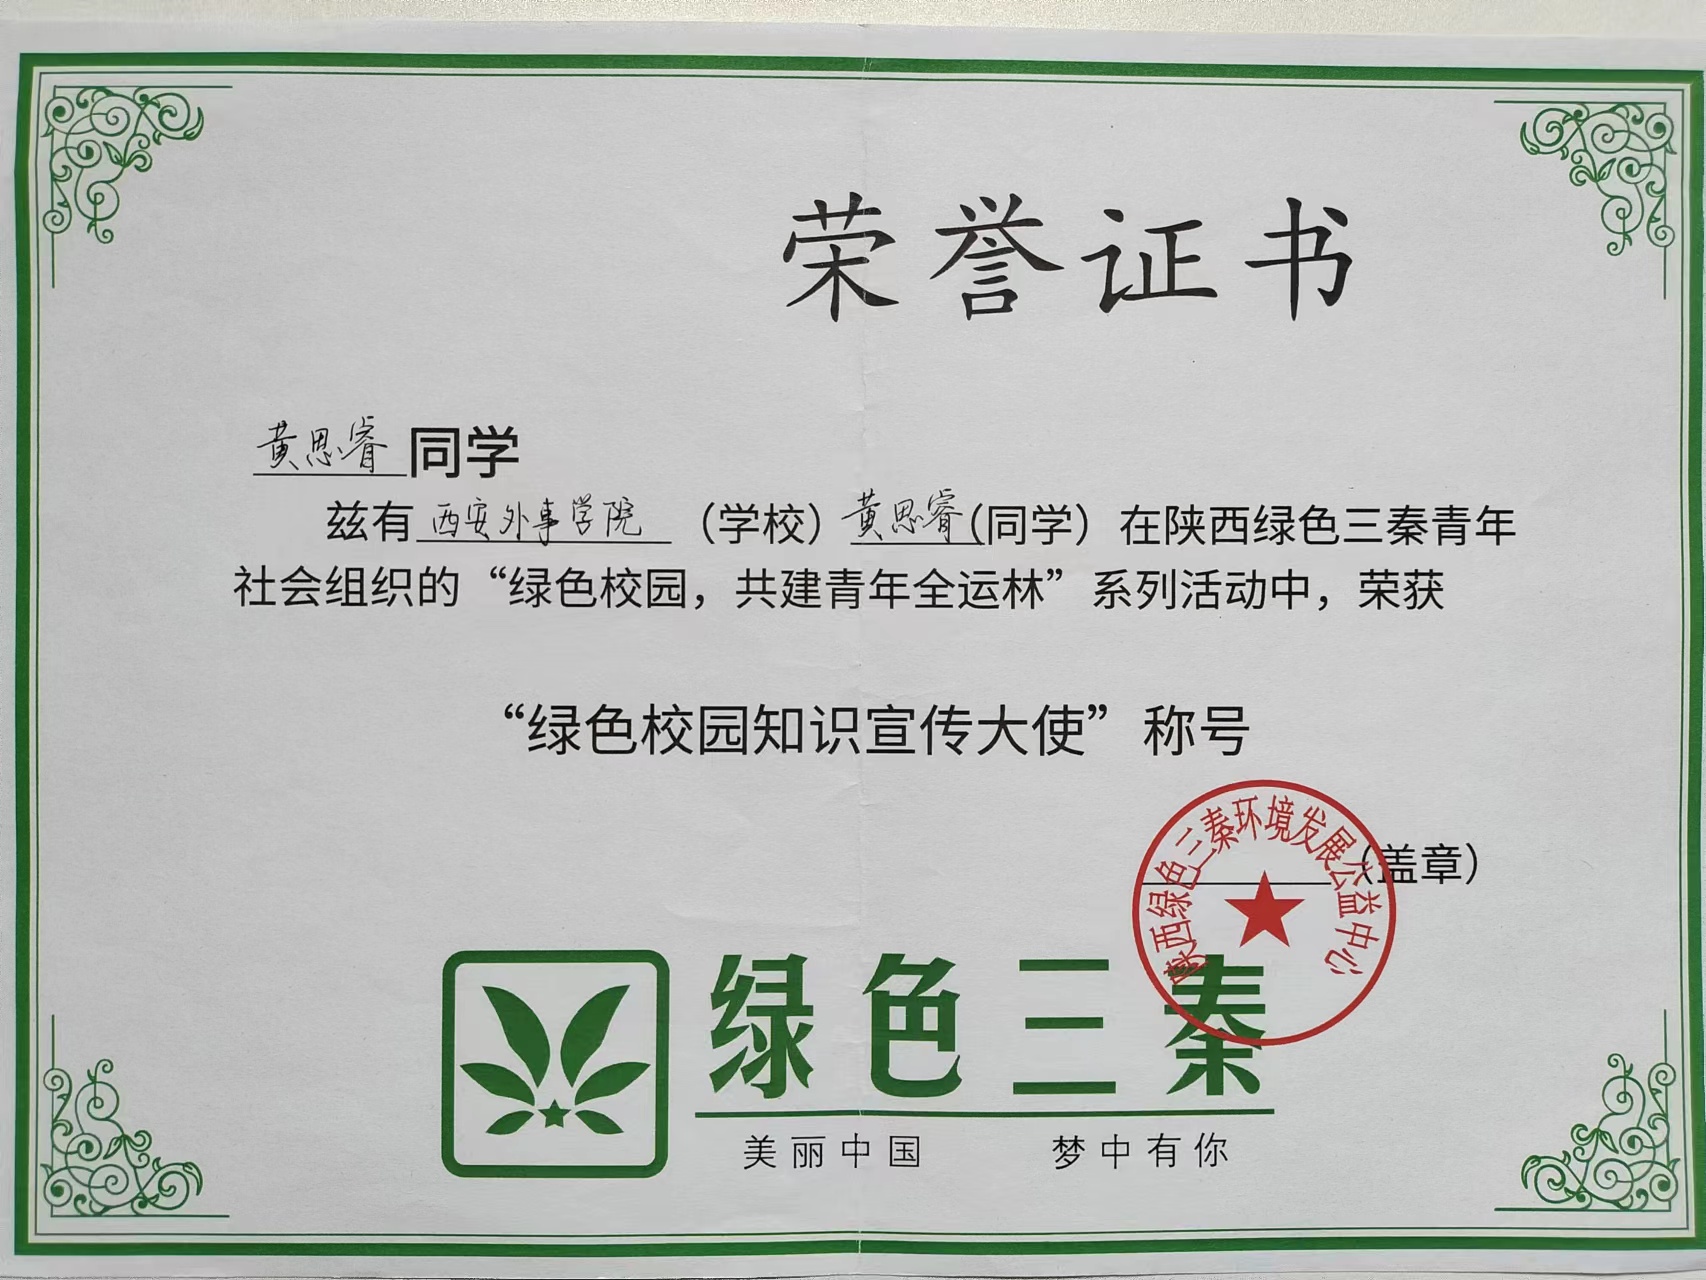 荣誉证书
黄思睿同学
兹有西安外事学院（学校）黄思睿(同学）在陕西绿色三秦青年
社会组织的“绿色校园，共建青年全运林”系列活动中，荣获
“绿色校园知识宣传大使”称号
（盖章）
陕西绿色三秦环境发展公益中心
绿色三秦
美丽中国 梦中有你